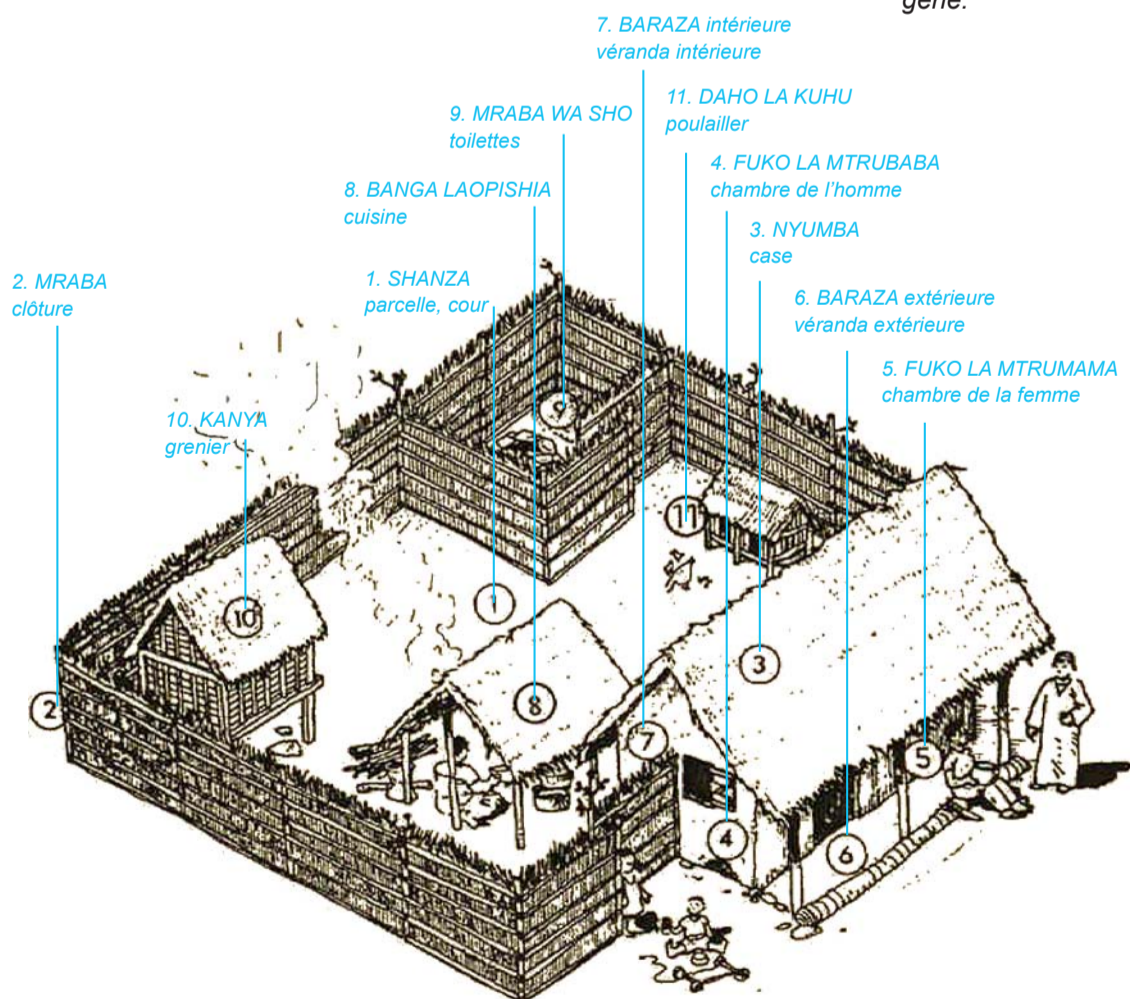 gène.
7. BARAZA intérieure
véranda intérieure
11. DAHO LA KUHU
poulailler
9. MRABA WA SHO
toilettes
4. FUKO LA MTRUBABA
chambre de l'homme
8. BANGA LAOPISHIA
cuisine
3. NYUMBA
case
2. MRABA
clôture
1. SHANZA
parcelle, cour
6. BARAZA extérieure
véranda extérieure
5. FUKO LA MTRUMAMA
chambre de la femme
10. KANYA
grenier
9
11
1
10
3
2
8
7
5
4
6